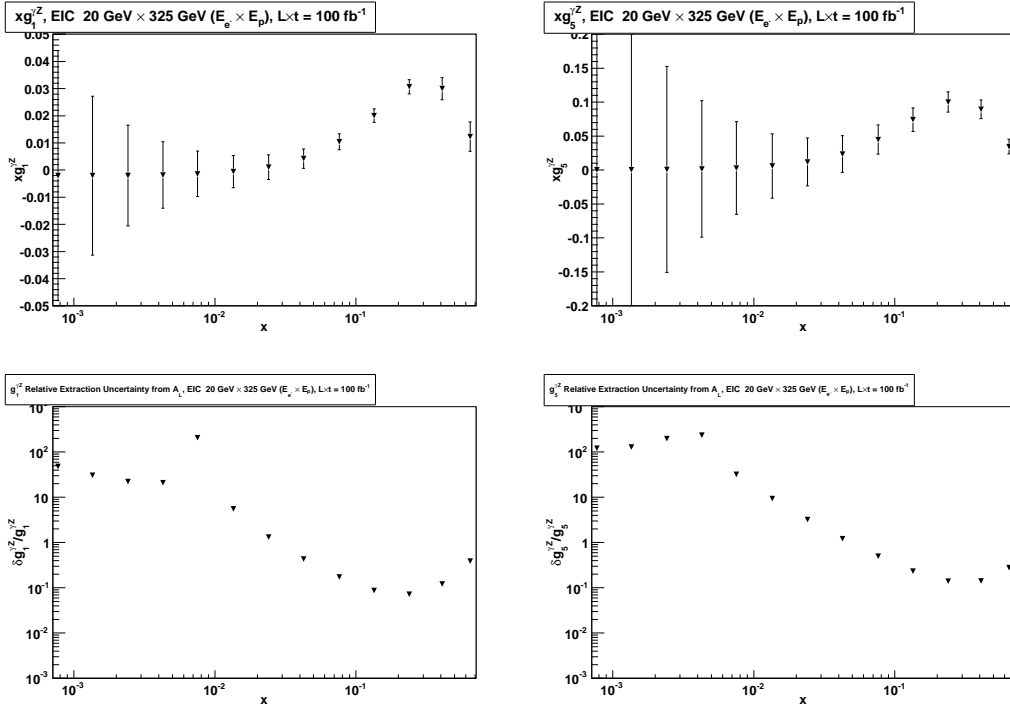 xg₁^γZ, EIC 20 GeV × 325 GeV (E_e⁻ × E_p), L×t = 100 fb⁻¹
xg₁^γZ
0.05
0.04
0.03
0.02
0.01
0
-0.01
-0.02
-0.03
-0.04
-0.05
10⁻³ 10⁻² 10⁻¹
x
xg₅^γZ, EIC 20 GeV × 325 GeV (E_e⁻ × E_p), L×t = 100 fb⁻¹
xg₅^γZ
0.2
0.15
0.1
0.05
0
-0.05
-0.1
-0.15
-0.2
10⁻³ 10⁻² 10⁻¹
x
g₁^γZ Relative Extraction Uncertainty from A_L, EIC 20 GeV × 325 GeV (E_e⁻ × E_p), L×t = 100 fb⁻¹
δg₁^γZ/g₁^γZ
10²
10
1
10⁻¹
10⁻²
10⁻³
10⁻³ 10⁻² 10⁻¹
x
g₅^γZ Relative Extraction Uncertainty from A_L, EIC 20 GeV × 325 GeV (E_e⁻ × E_p), L×t = 100 fb⁻¹
δg₅^γZ/g₅^γZ
10²
10
1
10⁻¹
10⁻²
10⁻³
10⁻³ 10⁻² 10⁻¹
x